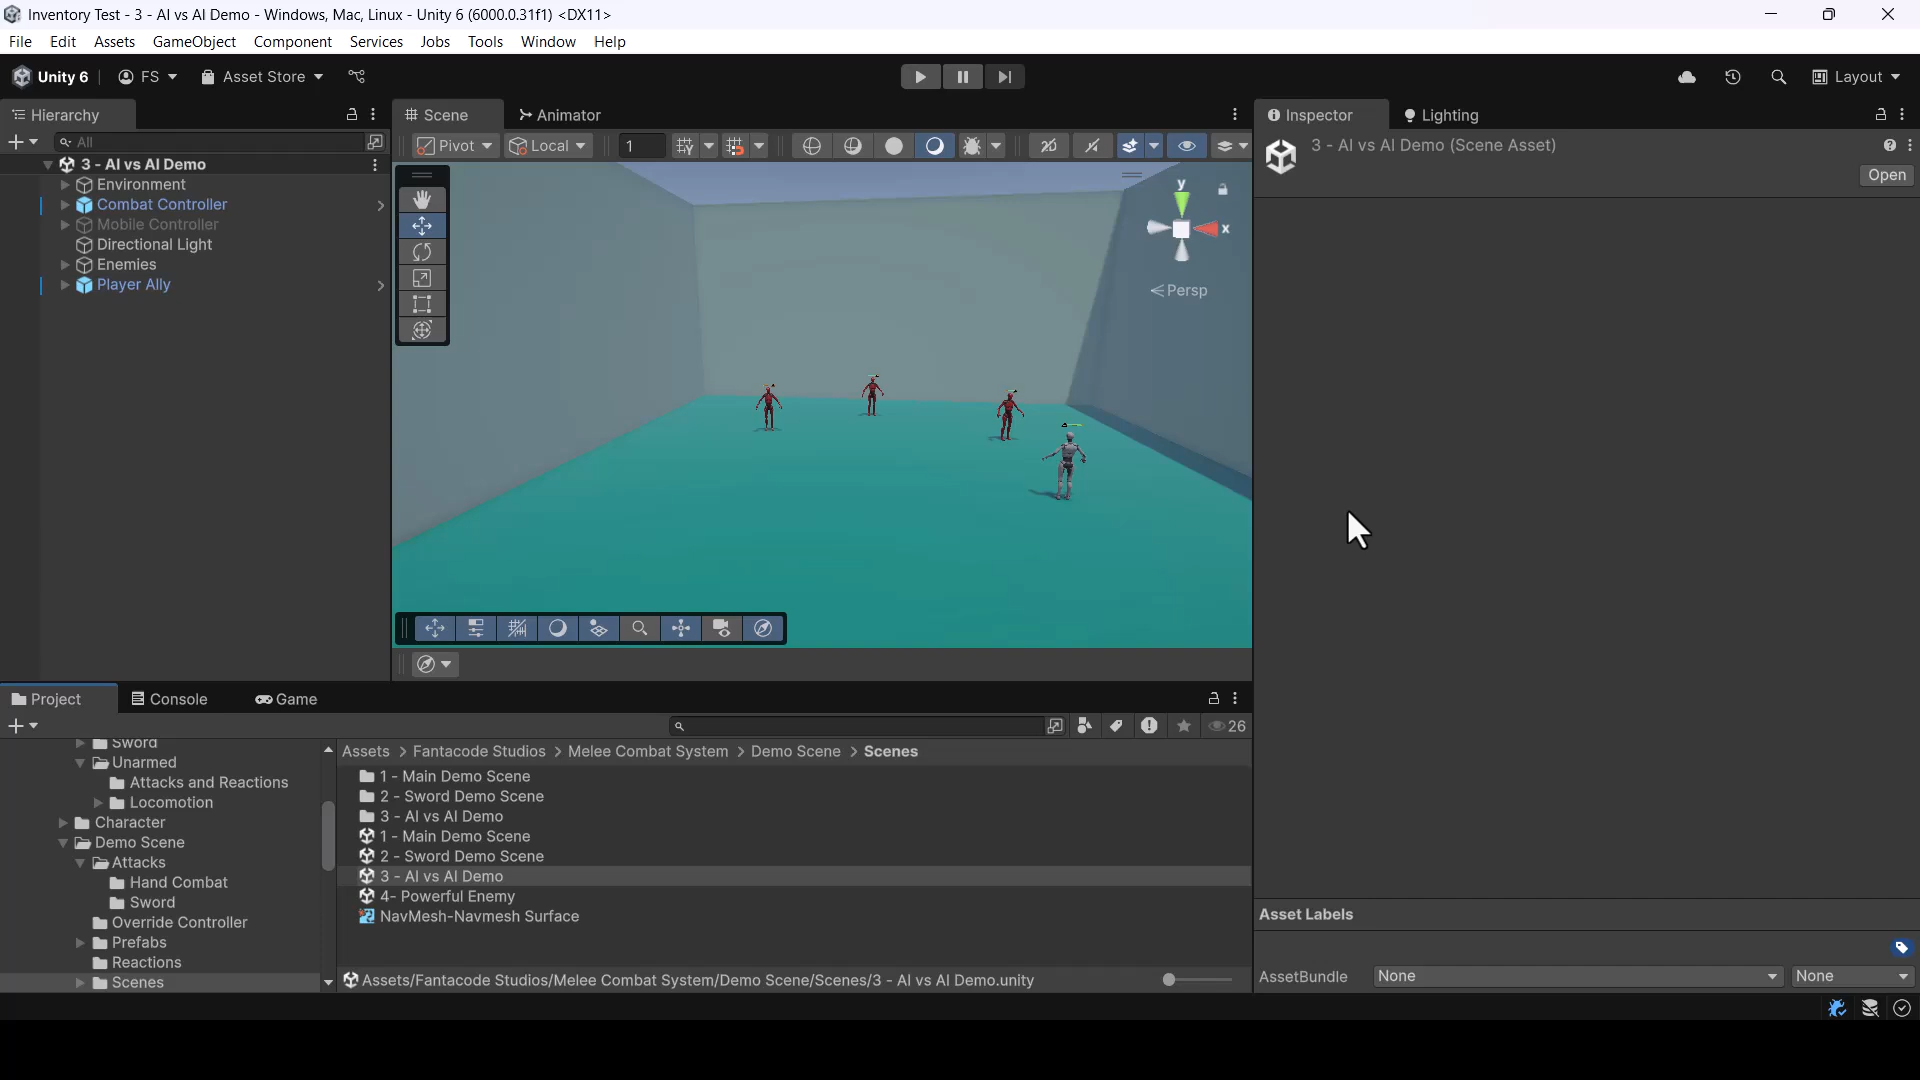 Inventory Test - 3 - AI vs AI Demo - Windows, Mac, Linux - Unity 6 (6000.0.31f1) <DX11>
File Edit Assets GameObject Component Services Jobs Tools Window Help
Unity 6 FS Asset Store Layout
Hierarchy
All
3 - AI vs AI Demo
Environment
Combat Controller
Mobile Controller
Directional Light
Enemies
Player Ally
Scene Animator
Pivot Local 1 2D
y
x
Persp
Inspector Lighting
3 - AI vs AI Demo (Scene Asset)
Open
Project Console Game
26
Sword
Unarmed
Attacks and Reactions
Locomotion
Character
Demo Scene
Attacks
Hand Combat
Sword
Override Controller
Prefabs
Reactions
Scenes
Assets > Fantacode Studios > Melee Combat System > Demo Scene > Scenes
1 - Main Demo Scene
2 - Sword Demo Scene
3 - AI vs AI Demo
1 - Main Demo Scene
2 - Sword Demo Scene
3 - AI vs AI Demo
4- Powerful Enemy
NavMesh-Navmesh Surface
Assets/Fantacode Studios/Melee Combat System/Demo Scene/Scenes/3 - AI vs AI Demo.unity
Asset Labels
AssetBundle None None